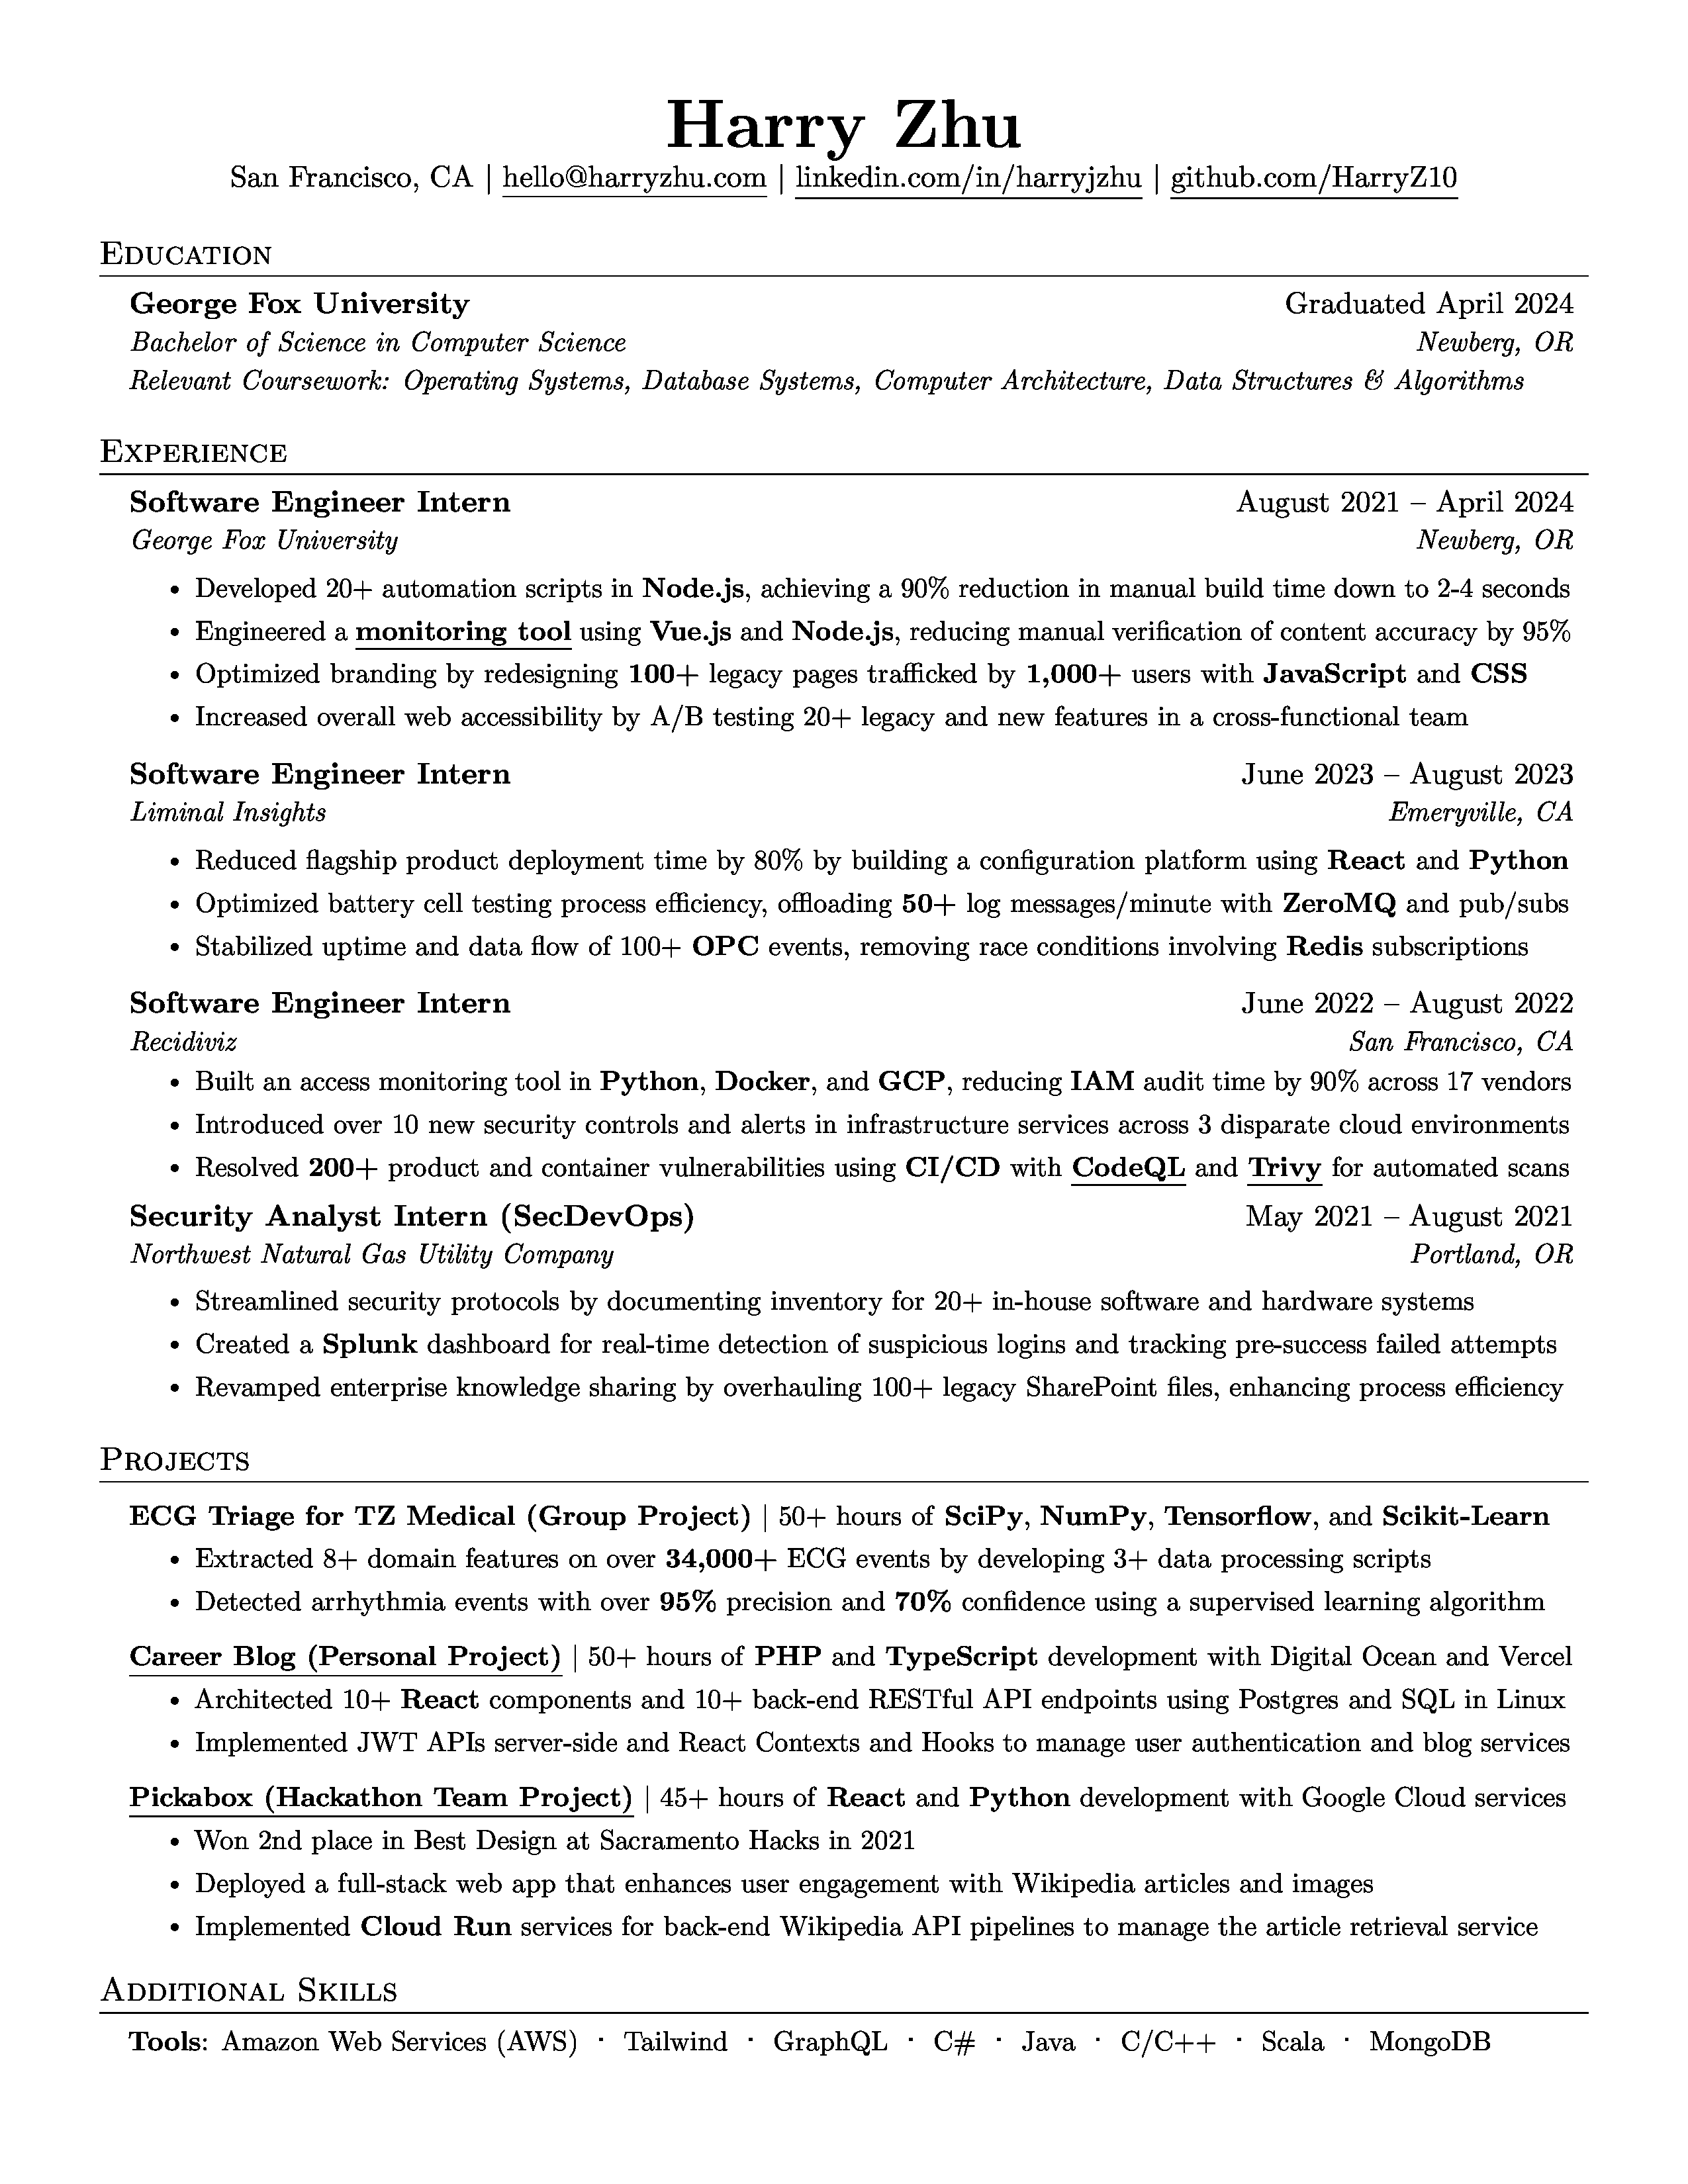 Harry Zhu
San Francisco, CA | hello@harryzhu.com | linkedin.com/in/harryjzhu | github.com/HarryZ10
Education
George Fox University Graduated April 2024
Bachelor of Science in Computer Science Newberg, OR
Relevant Coursework: Operating Systems, Database Systems, Computer Architecture, Data Structures & Algorithms
Experience
Software Engineer Intern August 2021 – April 2024
George Fox University Newberg, OR
• Developed 20+ automation scripts in Node.js, achieving a 90% reduction in manual build time down to 2-4 seconds
• Engineered a monitoring tool using Vue.js and Node.js, reducing manual verification of content accuracy by 95%
• Optimized branding by redesigning 100+ legacy pages trafficked by 1,000+ users with JavaScript and CSS
• Increased overall web accessibility by A/B testing 20+ legacy and new features in a cross-functional team
Software Engineer Intern June 2023 – August 2023
Liminal Insights Emeryville, CA
• Reduced flagship product deployment time by 80% by building a configuration platform using React and Python
• Optimized battery cell testing process efficiency, offloading 50+ log messages/minute with ZeroMQ and pub/subs
• Stabilized uptime and data flow of 100+ OPC events, removing race conditions involving Redis subscriptions
Software Engineer Intern June 2022 – August 2022
Recidiviz San Francisco, CA
• Built an access monitoring tool in Python, Docker, and GCP, reducing IAM audit time by 90% across 17 vendors
• Introduced over 10 new security controls and alerts in infrastructure services across 3 disparate cloud environments
• Resolved 200+ product and container vulnerabilities using CI/CD with CodeQL and Trivy for automated scans
Security Analyst Intern (SecDevOps) May 2021 – August 2021
Northwest Natural Gas Utility Company Portland, OR
• Streamlined security protocols by documenting inventory for 20+ in-house software and hardware systems
• Created a Splunk dashboard for real-time detection of suspicious logins and tracking pre-success failed attempts
• Revamped enterprise knowledge sharing by overhauling 100+ legacy SharePoint files, enhancing process efficiency
Projects
ECG Triage for TZ Medical (Group Project) | 50+ hours of SciPy, NumPy, Tensorflow, and Scikit-Learn
• Extracted 8+ domain features on over 34,000+ ECG events by developing 3+ data processing scripts
• Detected arrhythmia events with over 95% precision and 70% confidence using a supervised learning algorithm
Career Blog (Personal Project) | 50+ hours of PHP and TypeScript development with Digital Ocean and Vercel
• Architected 10+ React components and 10+ back-end RESTful API endpoints using Postgres and SQL in Linux
• Implemented JWT APIs server-side and React Contexts and Hooks to manage user authentication and blog services
Pickabox (Hackathon Team Project) | 45+ hours of React and Python development with Google Cloud services
• Won 2nd place in Best Design at Sacramento Hacks in 2021
• Deployed a full-stack web app that enhances user engagement with Wikipedia articles and images
• Implemented Cloud Run services for back-end Wikipedia API pipelines to manage the article retrieval service
Additional Skills
Tools: Amazon Web Services (AWS) · Tailwind · GraphQL · C# · Java · C/C++ · Scala · MongoDB